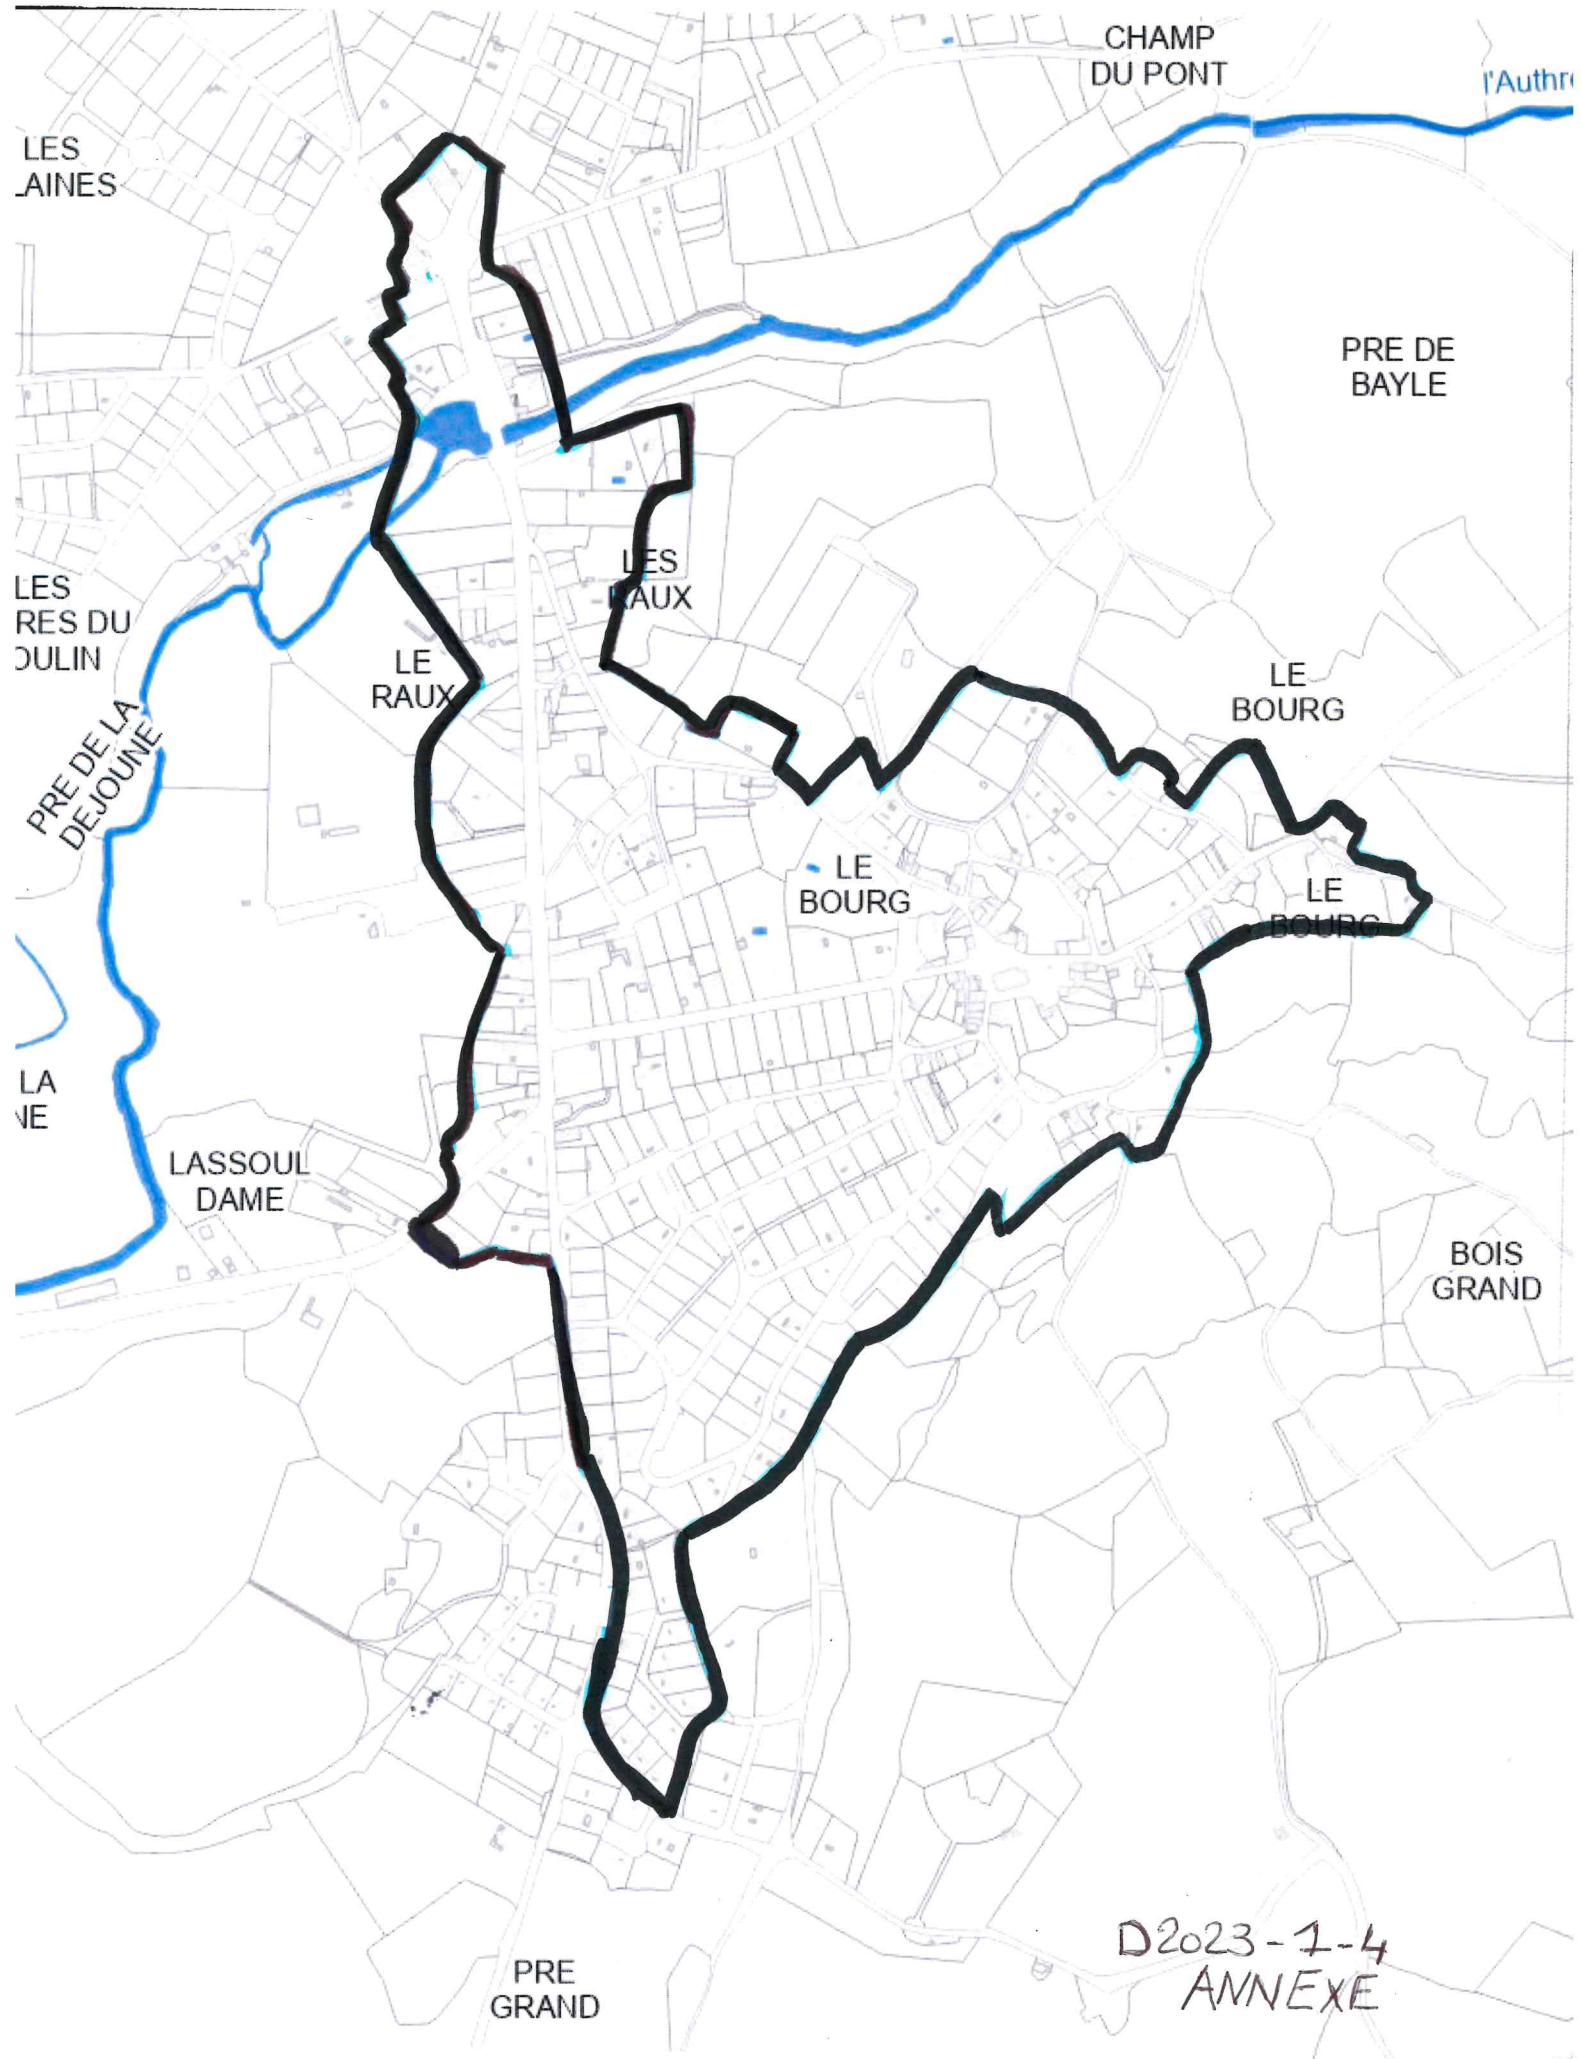 CHAMP
DU PONT
l'Authre
LES
LAINES
PRE DE
BAYLE
LES
RAUX
LES
RES DU
OULIN
LE
RAUX
LE
BOURG
PRE DE LA
DEJOUNE
LE
BOURG
LE
BOURG
LA
NE
LASSOUL
DAME
BOIS
GRAND
D2023-1-4
ANNEXE
PRE
GRAND